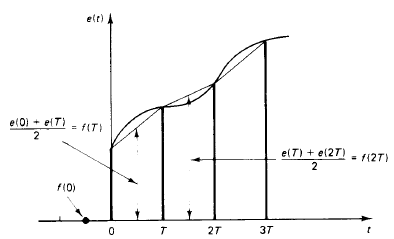 e(t)
e(0) + e(T) / 2 = f(T)
e(T) + e(2T) / 2 = f(2T)
f(0)
0 T 2T 3T t